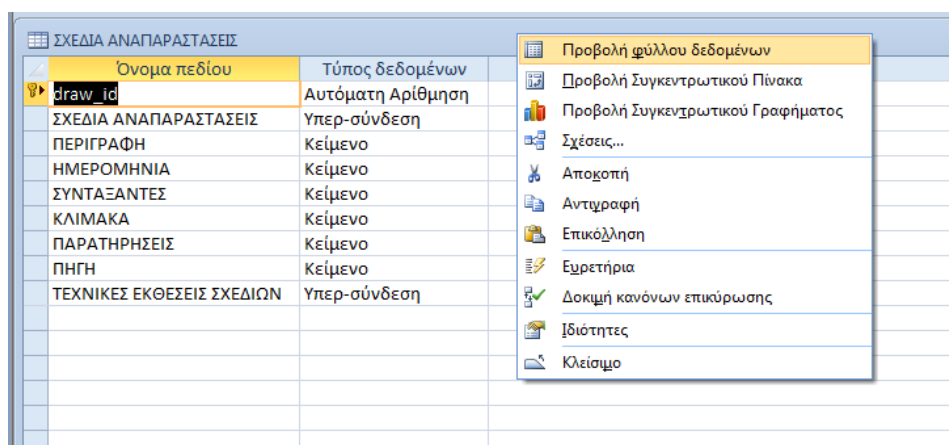 ΣΧΕΔΙΑ ΑΝΑΠΑΡΑΣΤΑΣΕΙΣ
Όνομα πεδίου Τύπος δεδομένων
draw_id Αυτόματη Αρίθμηση
ΣΧΕΔΙΑ ΑΝΑΠΑΡΑΣΤΑΣΕΙΣ Υπερ-σύνδεση
ΠΕΡΙΓΡΑΦΗ Κείμενο
ΗΜΕΡΟΜΗΝΙΑ Κείμενο
ΣΥΝΤΑΞΑΝΤΕΣ Κείμενο
ΚΛΙΜΑΚΑ Κείμενο
ΠΑΡΑΤΗΡΗΣΕΙΣ Κείμενο
ΠΗΓΗ Κείμενο
ΤΕΧΝΙΚΕΣ ΕΚΘΕΣΕΙΣ ΣΧΕΔΙΩΝ Υπερ-σύνδεση
Προβολή φύλλου δεδομένων
Προβολή Συγκεντρωτικού Πίνακα
Προβολή Συγκεντρωτικού Γραφήματος
Σχέσεις...
Αποκοπή
Αντιγραφή
Επικόλληση
Ευρετήρια
Δοκιμή κανόνων επικύρωσης
Ιδιότητες
Κλείσιμο